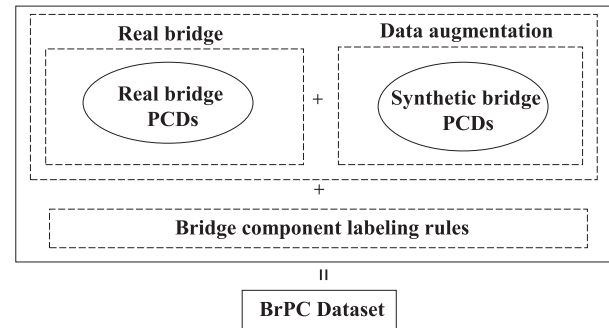 Real bridge
Data augmentation
Real bridge
PCDs
+
Synthetic bridge
PCDs
+
Bridge component labeling rules
=
BrPC Dataset